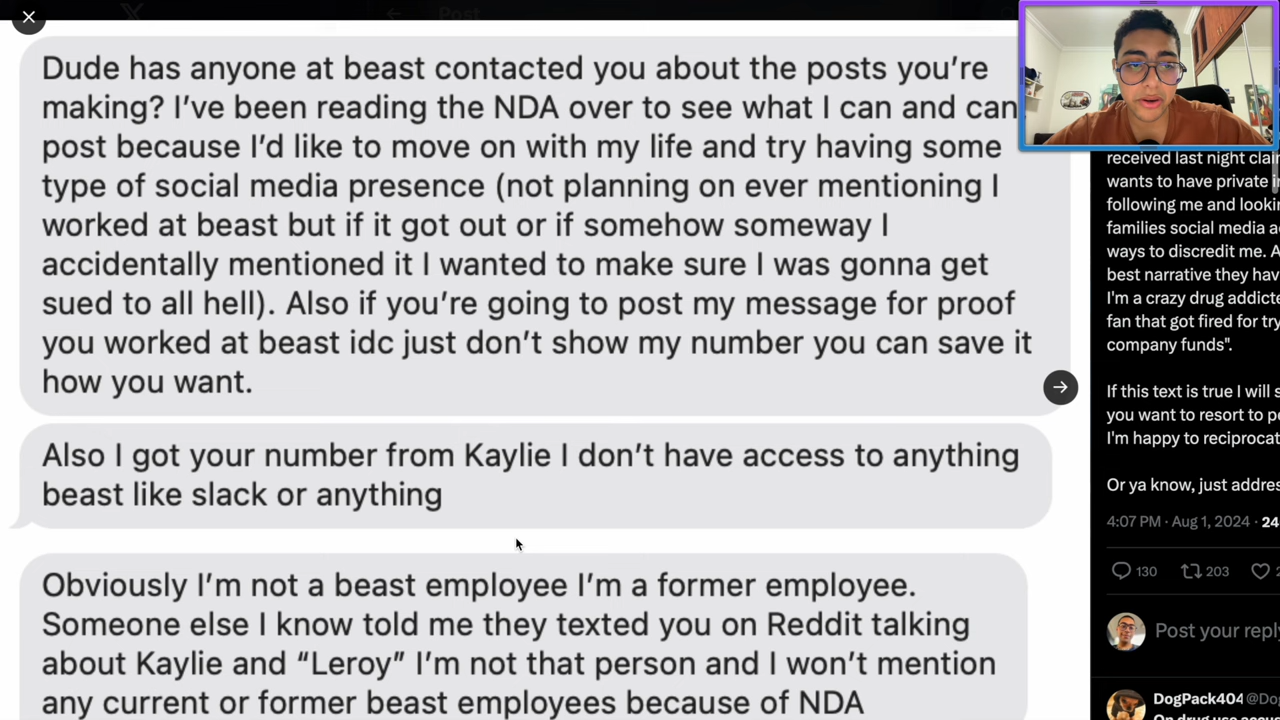 Post
Dude has anyone at beast contacted you about the posts you're
making? I've been reading the NDA over to see what I can and can
post because I'd like to move on with my life and try having some
type of social media presence (not planning on ever mentioning I
worked at beast but if it got out or if somehow someway I
accidentally mentioned it I wanted to make sure I was gonna get
sued to all hell). Also if you're going to post my message for proof
you worked at beast idc just don't show my number you can save it
how you want.
Also I got your number from Kaylie I don't have access to anything
beast like slack or anything
Obviously I'm not a beast employee I'm a former employee.
Someone else I know told me they texted you on Reddit talking
about Kaylie and “Leroy” I'm not that person and I won't mention
any current or former beast employees because of NDA
received last night
wants to have private
following me and
families social media
ways to discredit me.
best narrative they
I'm a crazy drug
fan that got fired for
company funds".
If this text is true I will
you want to resort to
I'm happy to
Or ya know, just
4:07 PM · Aug 1, 2024 ·
130 203
Post your
DogPack404